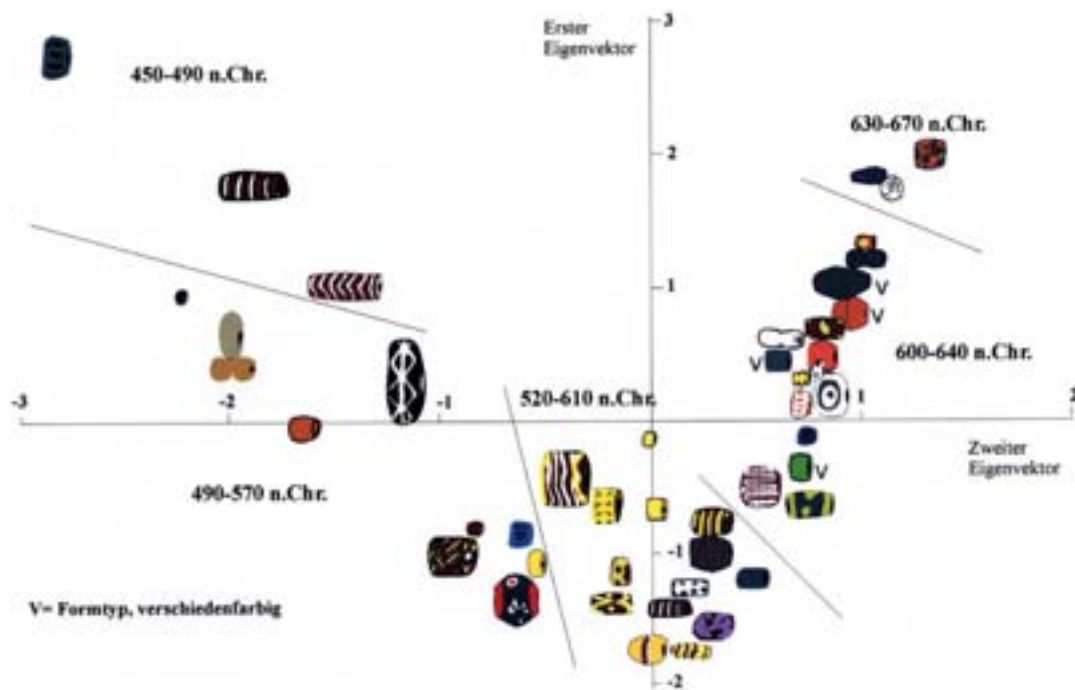 Erster
Eigenvektor
3
450-490 n.Chr.
630-670 n.Chr.
2
1
V
V
V
600-640 n.Chr.
520-610 n.Chr.
-3
-2
-1
1
2
Zweiter
Eigenvektor
V
490-570 n.Chr.
-1
V= Formtyp, verschiedenfarbig
-2